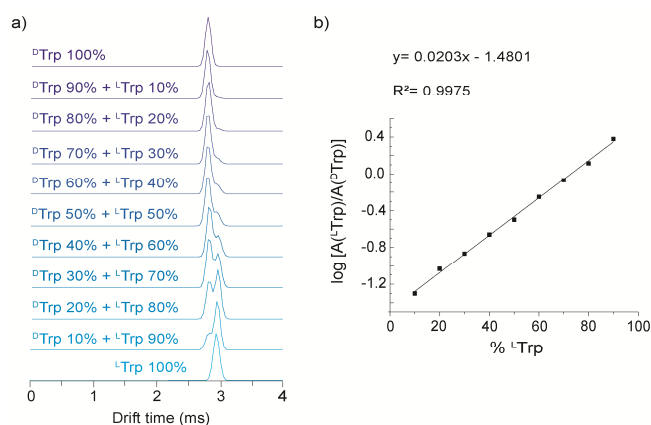 a)
ᴰTrp 100%
ᴰTrp 90% + ᴸTrp 10%
ᴰTrp 80% + ᴸTrp 20%
ᴰTrp 70% + ᴸTrp 30%
ᴰTrp 60% + ᴸTrp 40%
ᴰTrp 50% + ᴸTrp 50%
ᴰTrp 40% + ᴸTrp 60%
ᴰTrp 30% + ᴸTrp 70%
ᴰTrp 20% + ᴸTrp 80%
ᴰTrp 10% + ᴸTrp 90%
ᴸTrp 100%
0 1 2 3 4
Drift time (ms)
b)
y= 0.0203x - 1.4801
R²= 0.9975
log [A(ᴸTrp)/A(ᴰTrp)]
0.4
0.0
-0.4
-0.8
-1.2
0 20 40 60 80 100
% ᴸTrp